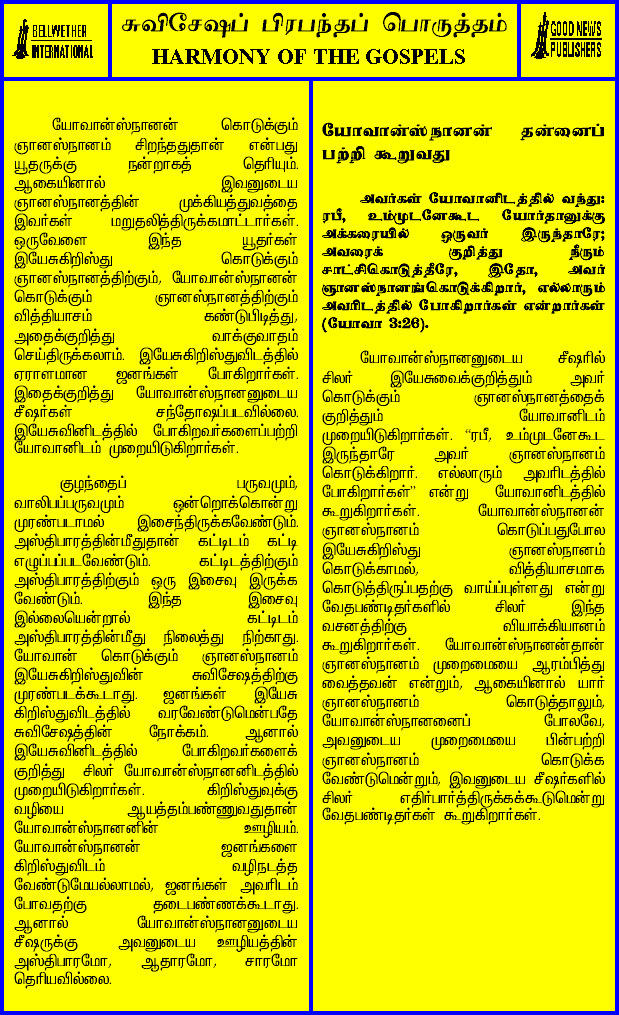 BELLWETHER
INTERNATIONAL
சுவிசேஷப் பிரபந்தப் பொருத்தம்
HARMONY OF THE GOSPELS
GOOD NEWS
PUBLISHERS
யோவான்ஸ்நானன் கொடுக்கும்
ஞானஸ்நானம் சிறந்ததுதான் என்பது
யூதருக்கு நன்றாகத் தெரியும்.
ஆகையினால் இவனுடைய
ஞானஸ்நானத்தின் முக்கியத்துவத்தை
இவர்கள் மறுதலித்திருக்கமாட்டார்கள்.
ஒருவேளை இந்த யூதர்கள்
இயேசுகிறிஸ்து கொடுக்கும்
ஞானஸ்நானத்திற்கும், யோவான்ஸ்நானன்
கொடுக்கும் ஞானஸ்நானத்திற்கும்
வித்தியாசம் கண்டுபிடித்து,
அதைக்குறித்து வாக்குவாதம்
செய்திருக்கலாம். இயேசுகிறிஸ்துவிடத்தில்
ஏராளமான ஜனங்கள் போகிறார்கள்.
இதைக்குறித்து யோவான்ஸ்நானனுடைய
சீஷர்கள் சந்தோஷப்படவில்லை.
இயேசுவினிடத்தில் போகிறவர்களைப்பற்றி
யோவானிடம் முறையிடுகிறார்கள்.
குழந்தைப் பருவமும்,
வாலிபப்பருவமும் ஒன்றொக்கொன்று
முரண்படாமல் இசைந்திருக்கவேண்டும்.
அஸ்திபாரத்தின்மீதுதான் கட்டிடம் கட்டி
எழுப்பப்படவேண்டும். கட்டிடத்திற்கும்
அஸ்திபாரத்திற்கும் ஒரு இசைவு இருக்க
வேண்டும். இந்த இசைவு
இல்லையென்றால் கட்டிடம்
அஸ்திபாரத்தின்மீது நிலைத்து நிற்காது.
யோவான் கொடுக்கும் ஞானஸ்நானம்
இயேசுகிறிஸ்துவின் சுவிசேஷத்திற்கு
முரண்படக்கூடாது. ஜனங்கள் இயேசு
கிறிஸ்துவிடத்தில் வரவேண்டுமென்பதே
சுவிசேஷத்தின் நோக்கம். ஆனால்
இயேசுவினிடத்தில் போகிறவர்களைக்
குறித்து சிலர் யோவான்ஸ்நானனிடத்தில்
முறையிடுகிறார்கள். கிறிஸ்துவுக்கு
வழியை ஆயத்தம்பண்ணுவதுதான்
யோவான்ஸ்நானனின் ஊழியம்.
யோவான்ஸ்நானன் ஜனங்களை
கிறிஸ்துவிடம் வழிநடத்த
வேண்டுமேயல்லாமல், ஜனங்கள் அவரிடம்
போவதற்கு தடைபண்ணக்கூடாது.
ஆனால் யோவான்ஸ்நானனுடைய
சீஷருக்கு அவனுடைய ஊழியத்தின்
அஸ்திபாரமோ, ஆதாரமோ, சாரமோ
தெரியவில்லை.
யோவான்ஸ்நானன் தன்னைப்
பற்றி கூறுவது
அவர்கள் யோவானிடத்தில் வந்து:
ரபீ, உம்முடனேகூட யோர்தானுக்கு
அக்கரையில் ஒருவர் இருந்தாரே;
அவரைக் குறித்து நீரும்
சாட்சிகொடுத்தீரே, இதோ, அவர்
ஞானஸ்நானங்கொடுக்கிறார், எல்லாரும்
அவரிடத்தில் போகிறார்கள் என்றார்கள்
(யோவா 3:26).
யோவான்ஸ்நானனுடைய சீஷரில்
சிலர் இயேசுவைக்குறித்தும் அவர்
கொடுக்கும் ஞானஸ்நானத்தைக்
குறித்தும் யோவானிடம்
முறையிடுகிறார்கள். “ரபீ, உம்முடனேகூட
இருந்தாரே அவர் ஞானஸ்நானம்
கொடுக்கிறார். எல்லாரும் அவரிடத்தில்
போகிறார்கள்” என்று யோவானிடத்தில்
கூறுகிறார்கள். யோவான்ஸ்நானன்
ஞானஸ்நானம் கொடுப்பதுபோல
இயேசுகிறிஸ்து ஞானஸ்நானம்
கொடுக்காமல், வித்தியாசமாக
கொடுத்திருப்பதற்கு வாய்ப்புள்ளது என்று
வேதபண்டிதர்களில் சிலர் இந்த
வசனத்திற்கு வியாக்கியானம்
கூறுகிறார்கள். யோவான்ஸ்நானன்தான்
ஞானஸ்நானம் முறைமையை ஆரம்பித்து
வைத்தவன் என்றும், ஆகையினால் யார்
ஞானஸ்நானம் கொடுத்தாலும்,
யோவான்ஸ்நானனைப் போலவே,
அவனுடைய முறைமையை பின்பற்றி
ஞானஸ்நானம் கொடுக்க
வேண்டுமென்றும், இவனுடைய சீஷர்களில்
சிலர் எதிர்பார்த்திருக்கக்கூடுமென்று
வேதபண்டிதர்கள் கூறுகிறார்கள்.